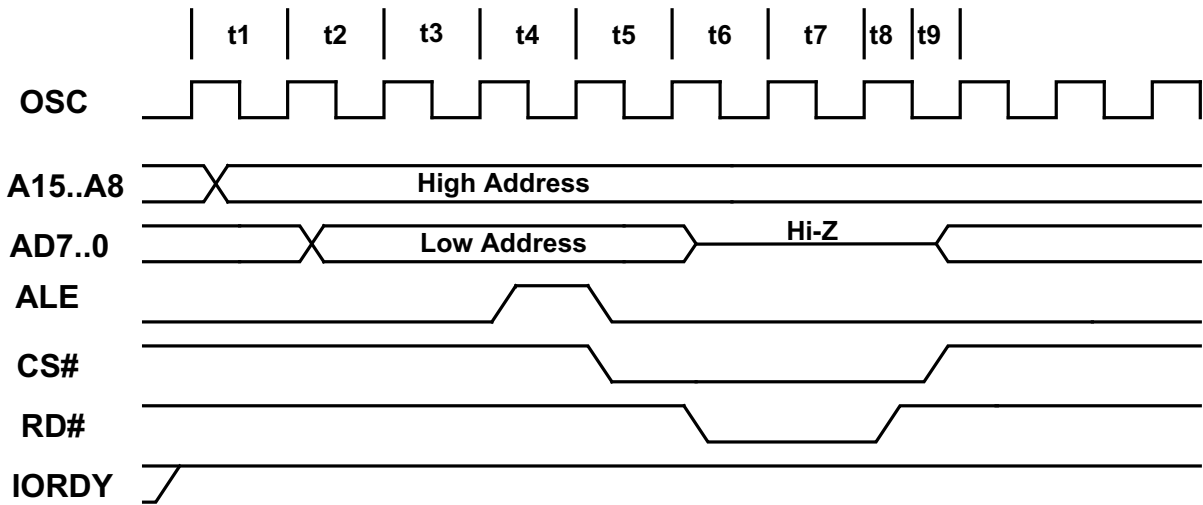 t1 t2 t3 t4 t5 t6 t7 t8 t9
OSC
A15..A8 High Address
AD7..0 Low Address Hi-Z
ALE
CS#
RD#
IORDY